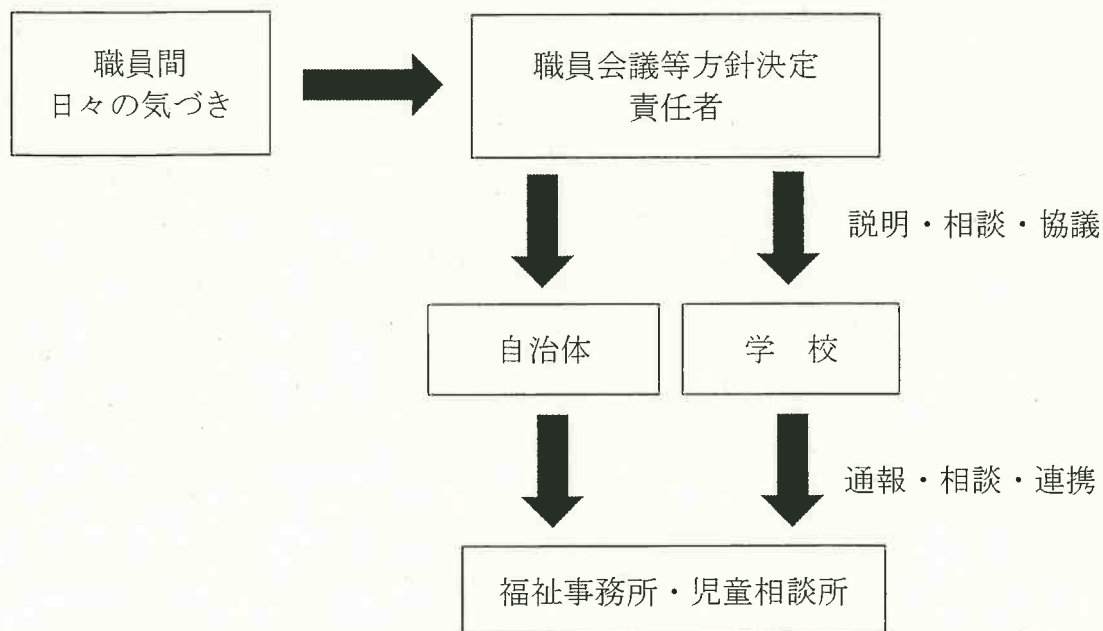 職員間
日々の気づき
職員会議等方針決定
責任者
説明・相談・協議
自治体
学　校
通報・相談・連携
福祉事務所・児童相談所